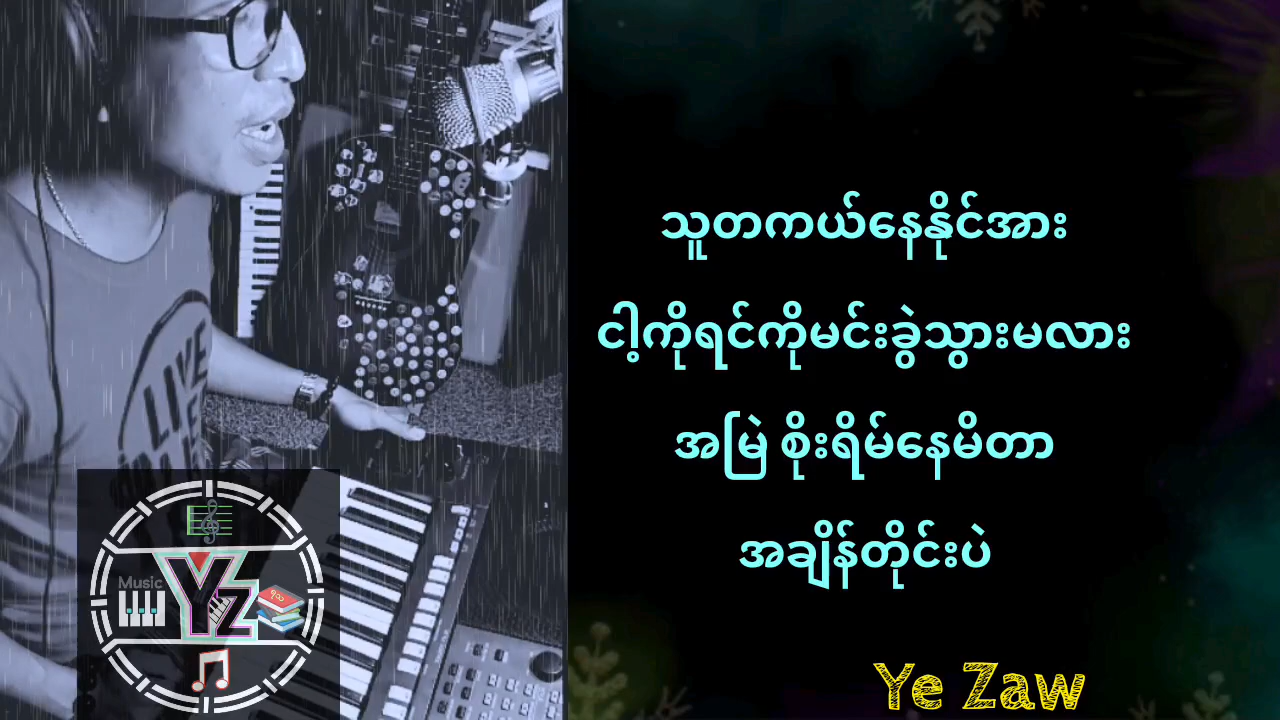 သူတကယ်နေနိုင်အား
ငါ့ကိုရင်ကိုမင်းခွဲသွားမလား
အမြဲ စိုးရိမ်နေမိတာ
အချိန်တိုင်းပဲ
LIVE
Music
YZ
ရသ
Ye Zaw